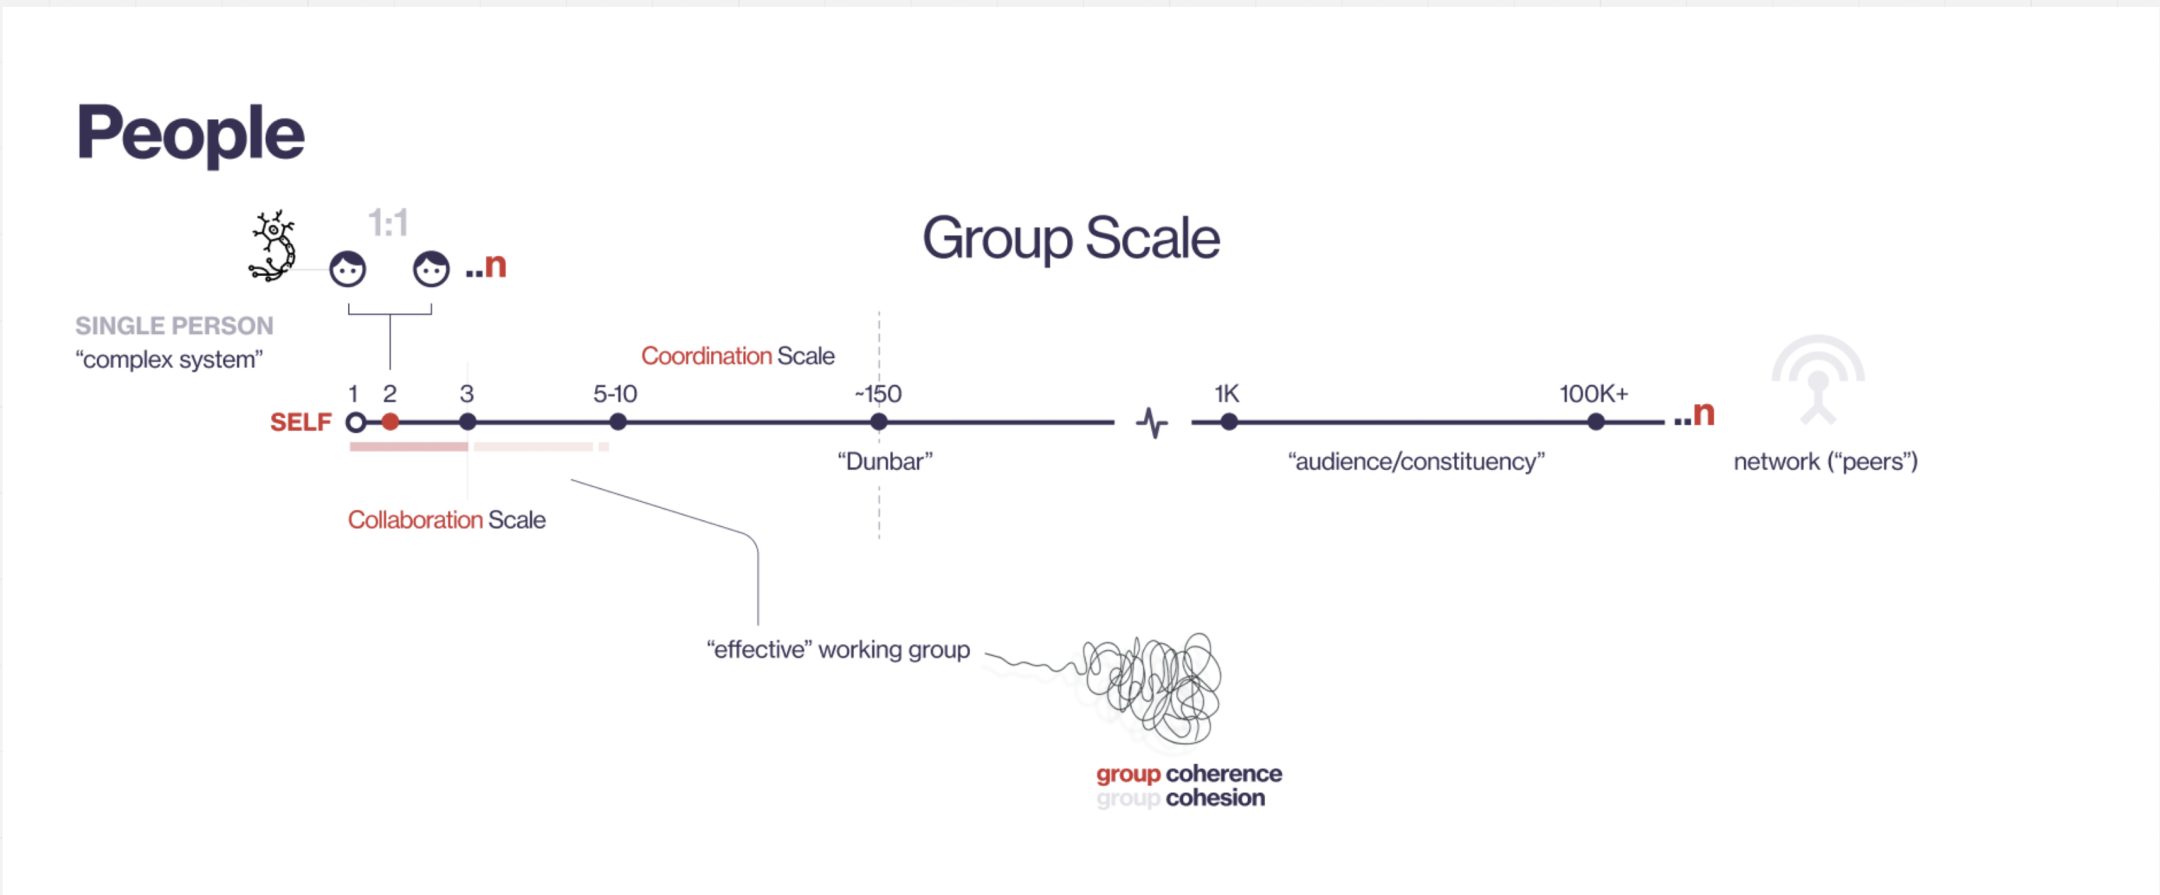 People
1:1
..n
Group Scale
SINGLE PERSON
“complex system”
Coordination Scale
1 2 3 5-10 ~150 1K 100K+
SELF
..n
“Dunbar”
“audience/constituency”
network (“peers”)
Collaboration Scale
“effective” working group
group coherence
group cohesion